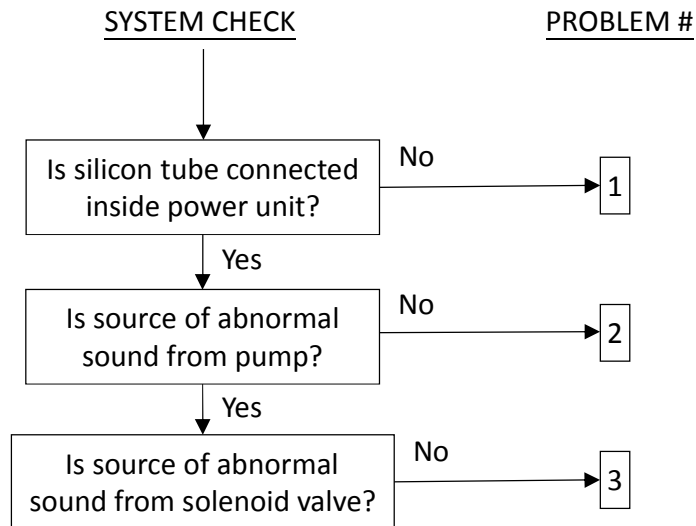 SYSTEM CHECK
PROBLEM #
Is silicon tube connected
inside power unit?
No
1
Yes
Is source of abnormal
sound from pump?
No
2
Yes
Is source of abnormal
sound from solenoid valve?
No
3